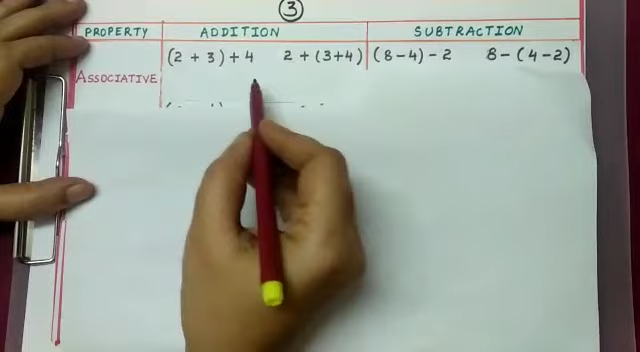 3
PROPERTY ADDITION SUBTRACTION
ASSOCIATIVE (2 + 3) + 4 2 + (3+4) (8-4) - 2 8 - (4-2)